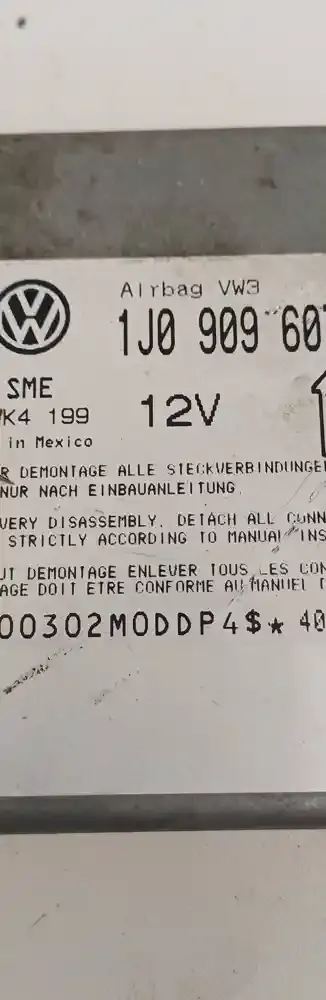 Airbag VW3
1J0 909 60
SME
K4 199
12V
in Mexico
R DEMONTAGE ALLE STECKVERBINDUNGE
NUR NACH EINBAUANLEITUNG.
VERY DISASSEMBLY, DETACH ALL CONN
STRICTLY ACCORDING TO MANUAL INS
UT DEMONTAGE ENLEVER TOUS LES CON
AGE DOIT ETRE CONFORME AU MANUEL D
00302M0DDP4$* 40